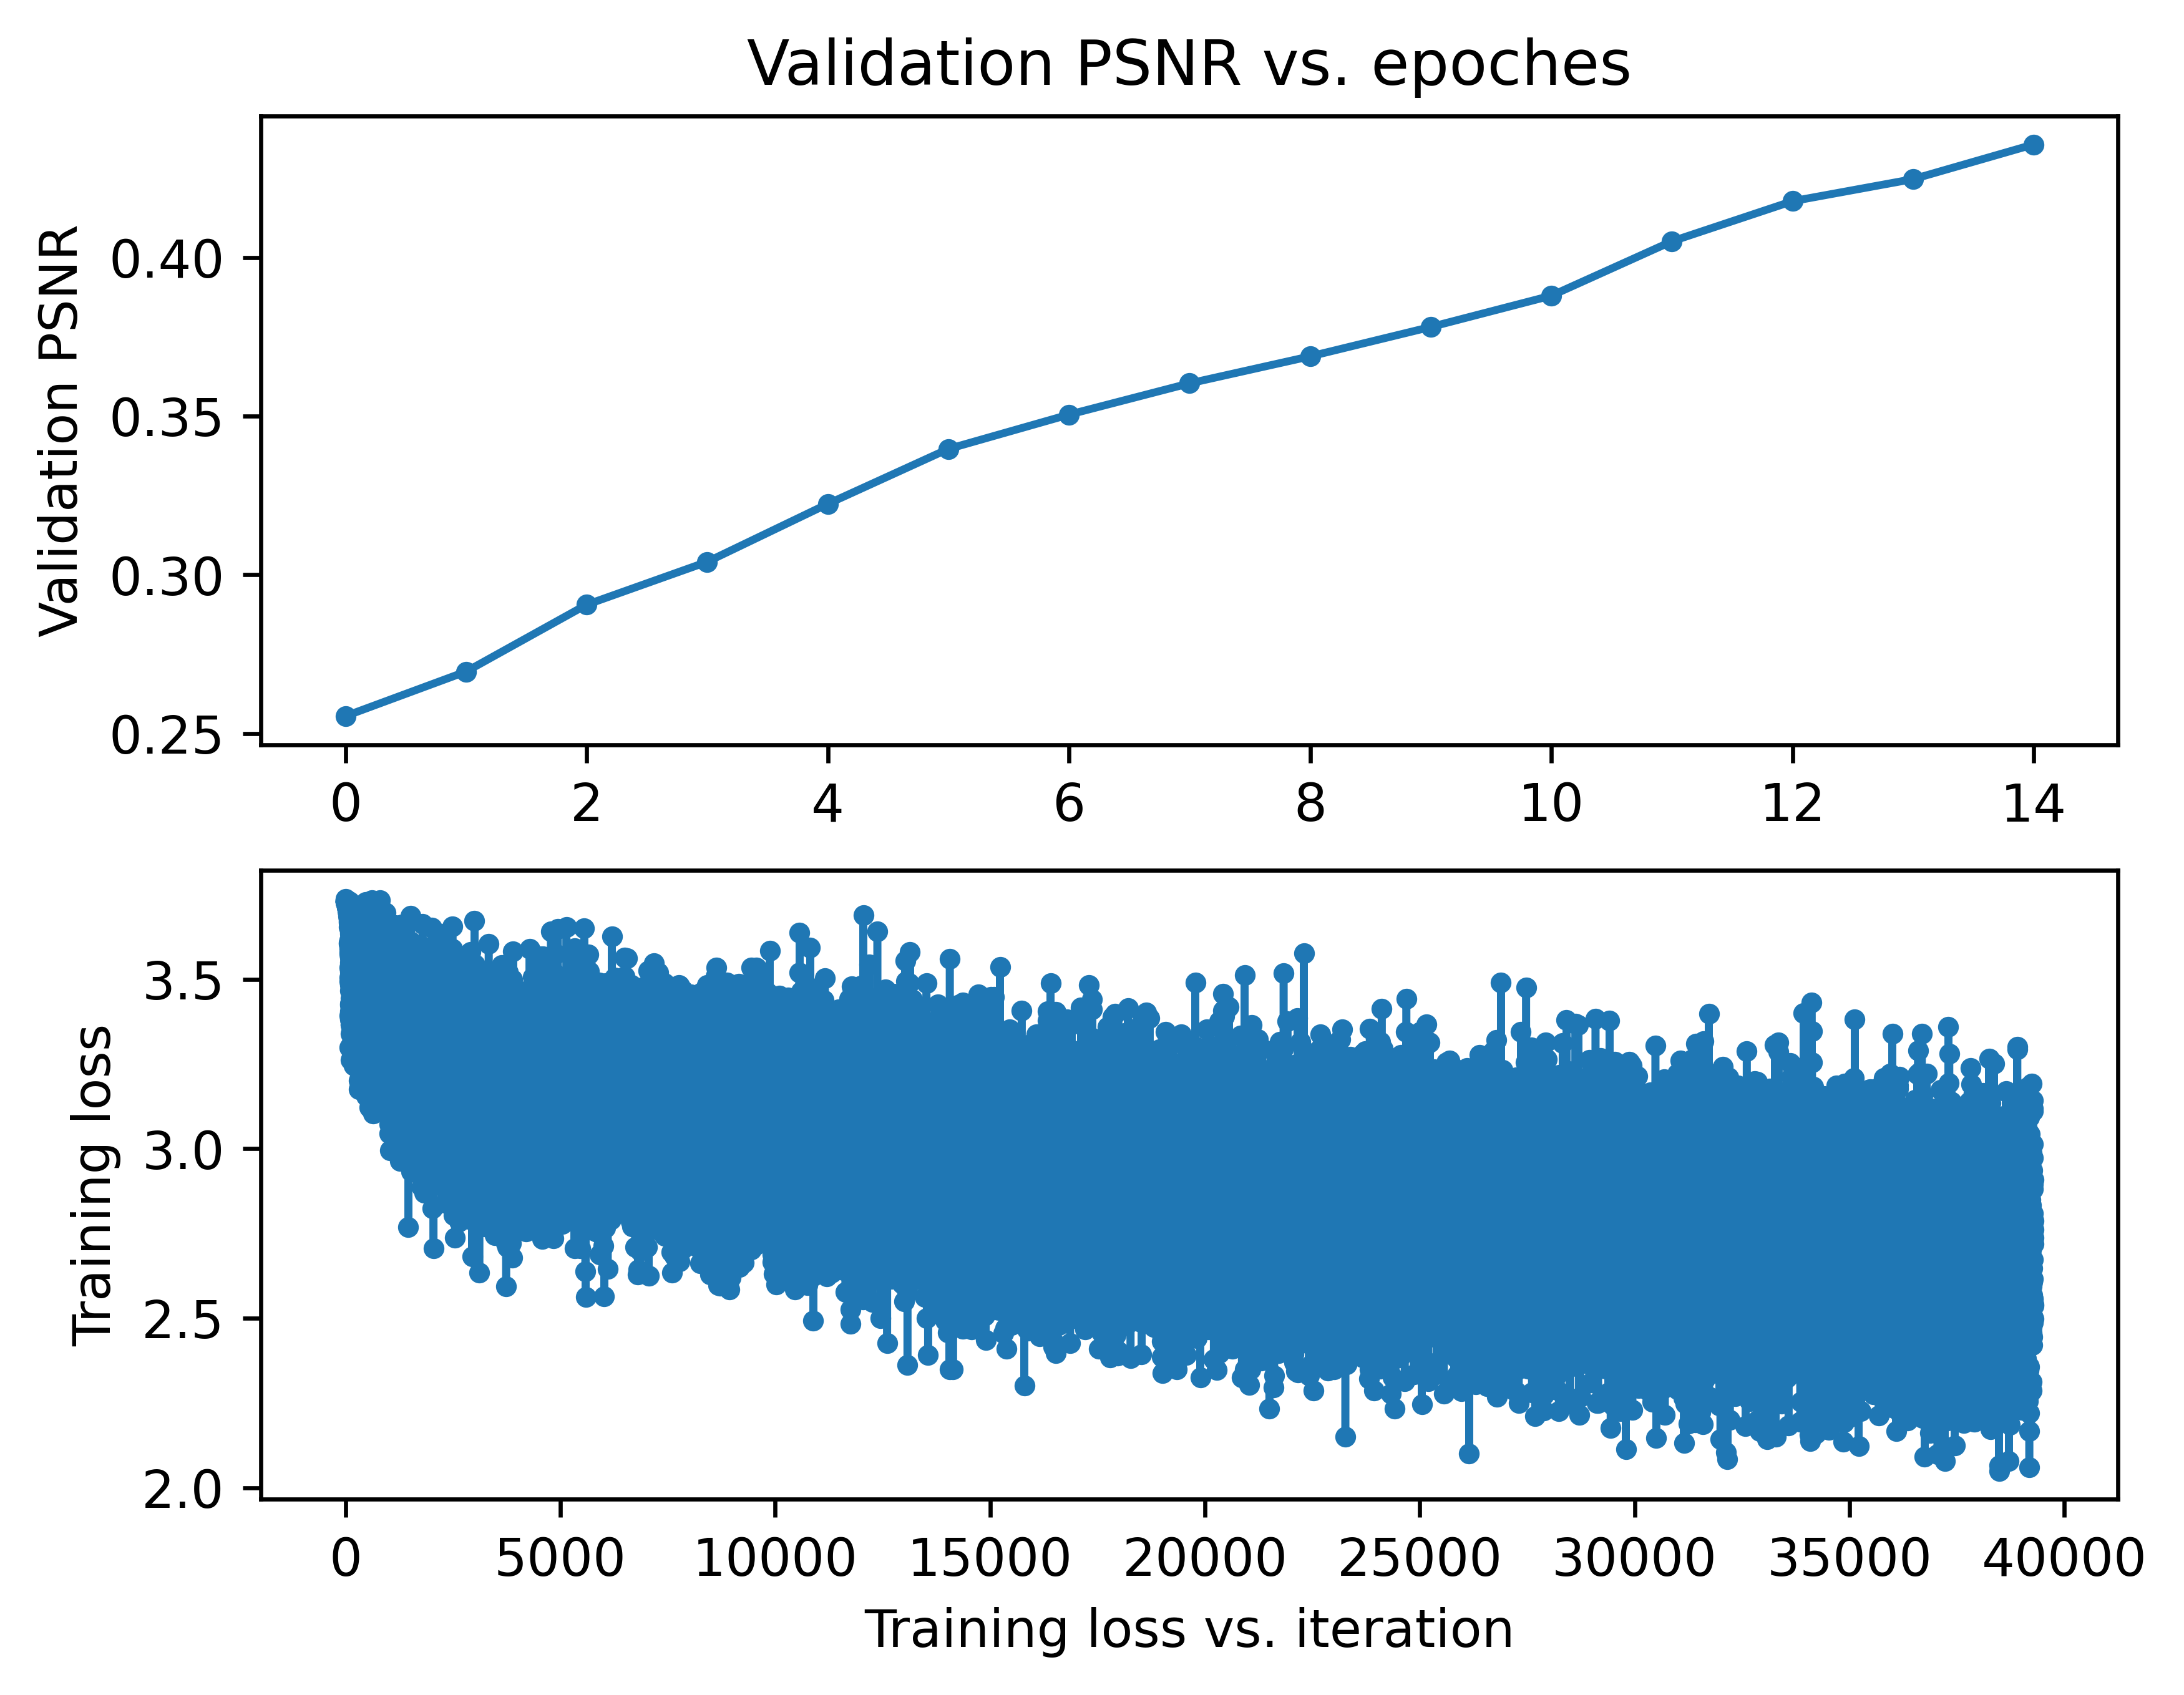 Validation PSNR vs. epoches
Validation PSNR
0.40
0.35
0.30
0.25
0 2 4 6 8 10 12 14
Training loss
3.5
3.0
2.5
2.0
0 5000 10000 15000 20000 25000 30000 35000 40000
Training loss vs. iteration